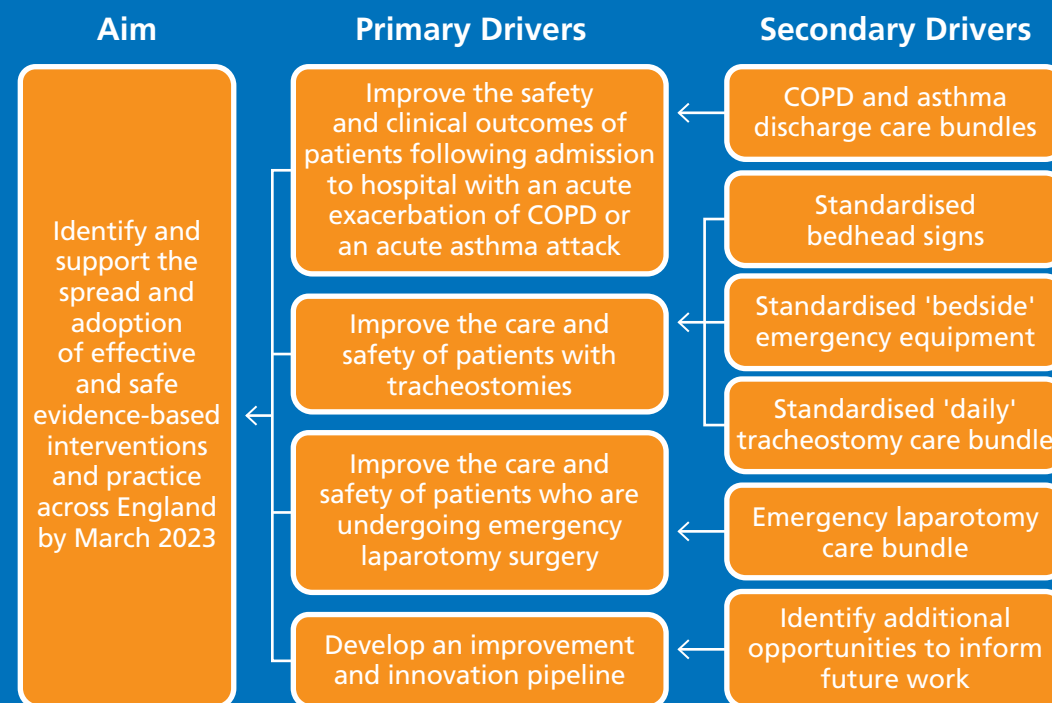 Aim
Primary Drivers
Secondary Drivers
Identify and
support the
spread and
adoption
of effective
and safe
evidence-based
interventions
and practice
across England
by March 2023
Improve the safety
and clinical outcomes of
patients following admission
to hospital with an acute
exacerbation of COPD or
an acute asthma attack
Improve the care and
safety of patients with
tracheostomies
Improve the care and
safety of patients who are
undergoing emergency
laparotomy surgery
Develop an improvement
and innovation pipeline
COPD and asthma
discharge care bundles
Standardised
bedhead signs
Standardised 'bedside'
emergency equipment
Standardised 'daily'
tracheostomy care bundle
Emergency laparotomy
care bundle
Identify additional
opportunities to inform
future work